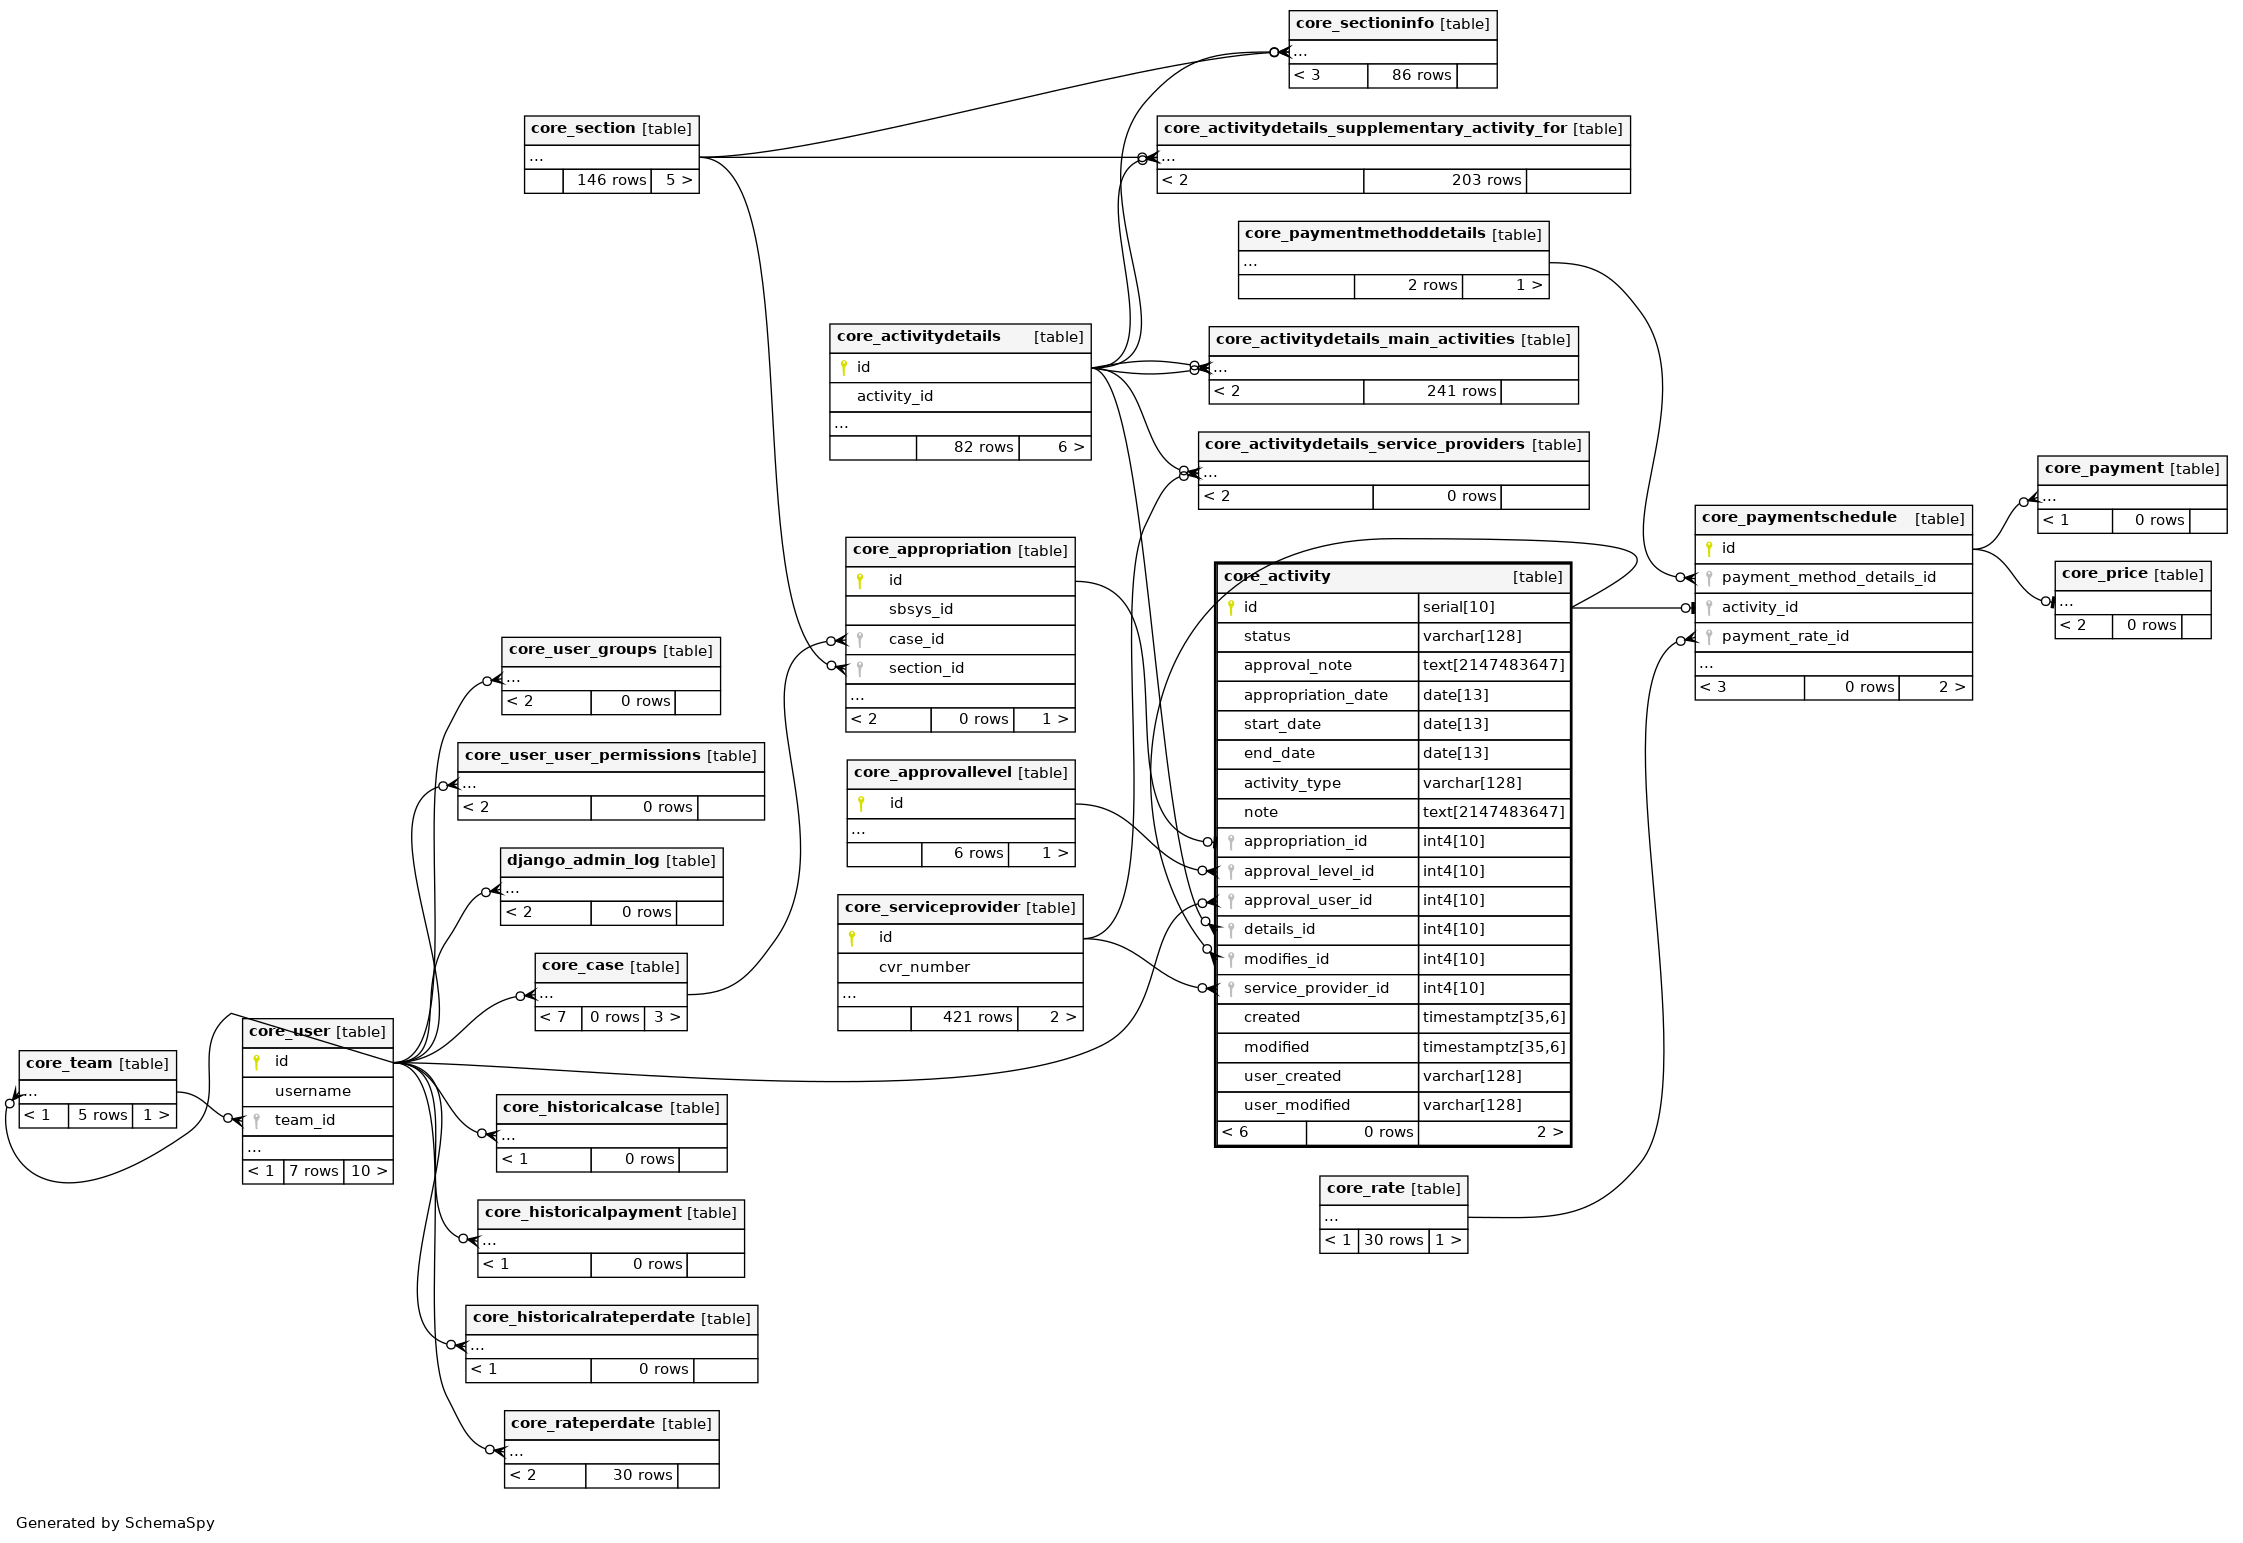 core_sectioninfo [table]
...
< 3 86 rows
core_section [table]
...
146 rows 5 >
core_activitydetails_supplementary_activity_for [table]
...
< 2 203 rows
core_paymentmethoddetails [table]
...
2 rows 1 >
core_activitydetails [table]
id
activity_id
...
82 rows 6 >
core_activitydetails_main_activities [table]
...
< 2 241 rows
core_activitydetails_service_providers [table]
...
< 2 0 rows
core_payment [table]
...
< 1 0 rows
core_paymentschedule [table]
id
payment_method_details_id
activity_id
payment_rate_id
...
< 3 0 rows 2 >
core_price [table]
...
< 2 0 rows
core_appropriation [table]
id
sbsys_id
case_id
section_id
...
< 2 0 rows 1 >
core_activity [table]
id serial[10]
status varchar[128]
approval_note text[2147483647]
appropriation_date date[13]
start_date date[13]
end_date date[13]
activity_type varchar[128]
note text[2147483647]
appropriation_id int4[10]
approval_level_id int4[10]
approval_user_id int4[10]
details_id int4[10]
modifies_id int4[10]
service_provider_id int4[10]
created timestamptz[35,6]
modified timestamptz[35,6]
user_created varchar[128]
user_modified varchar[128]
< 6 0 rows 2 >
core_user_groups [table]
...
< 2 0 rows
core_user_user_permissions [table]
...
< 2 0 rows
core_approvallevel [table]
id
...
6 rows 1 >
django_admin_log [table]
...
< 2 0 rows
core_serviceprovider [table]
id
cvr_number
...
421 rows 2 >
core_case [table]
...
< 7 0 rows 3 >
core_user [table]
id
username
team_id
...
< 1 7 rows 10 >
core_team [table]
...
< 1 5 rows 1 >
core_historicalcase [table]
...
< 1 0 rows
core_rate [table]
...
< 1 30 rows 1 >
core_historicalpayment [table]
...
< 1 0 rows
core_historicalrateperdate [table]
...
< 1 0 rows
core_rateperdate [table]
...
< 2 30 rows
Generated by SchemaSpy